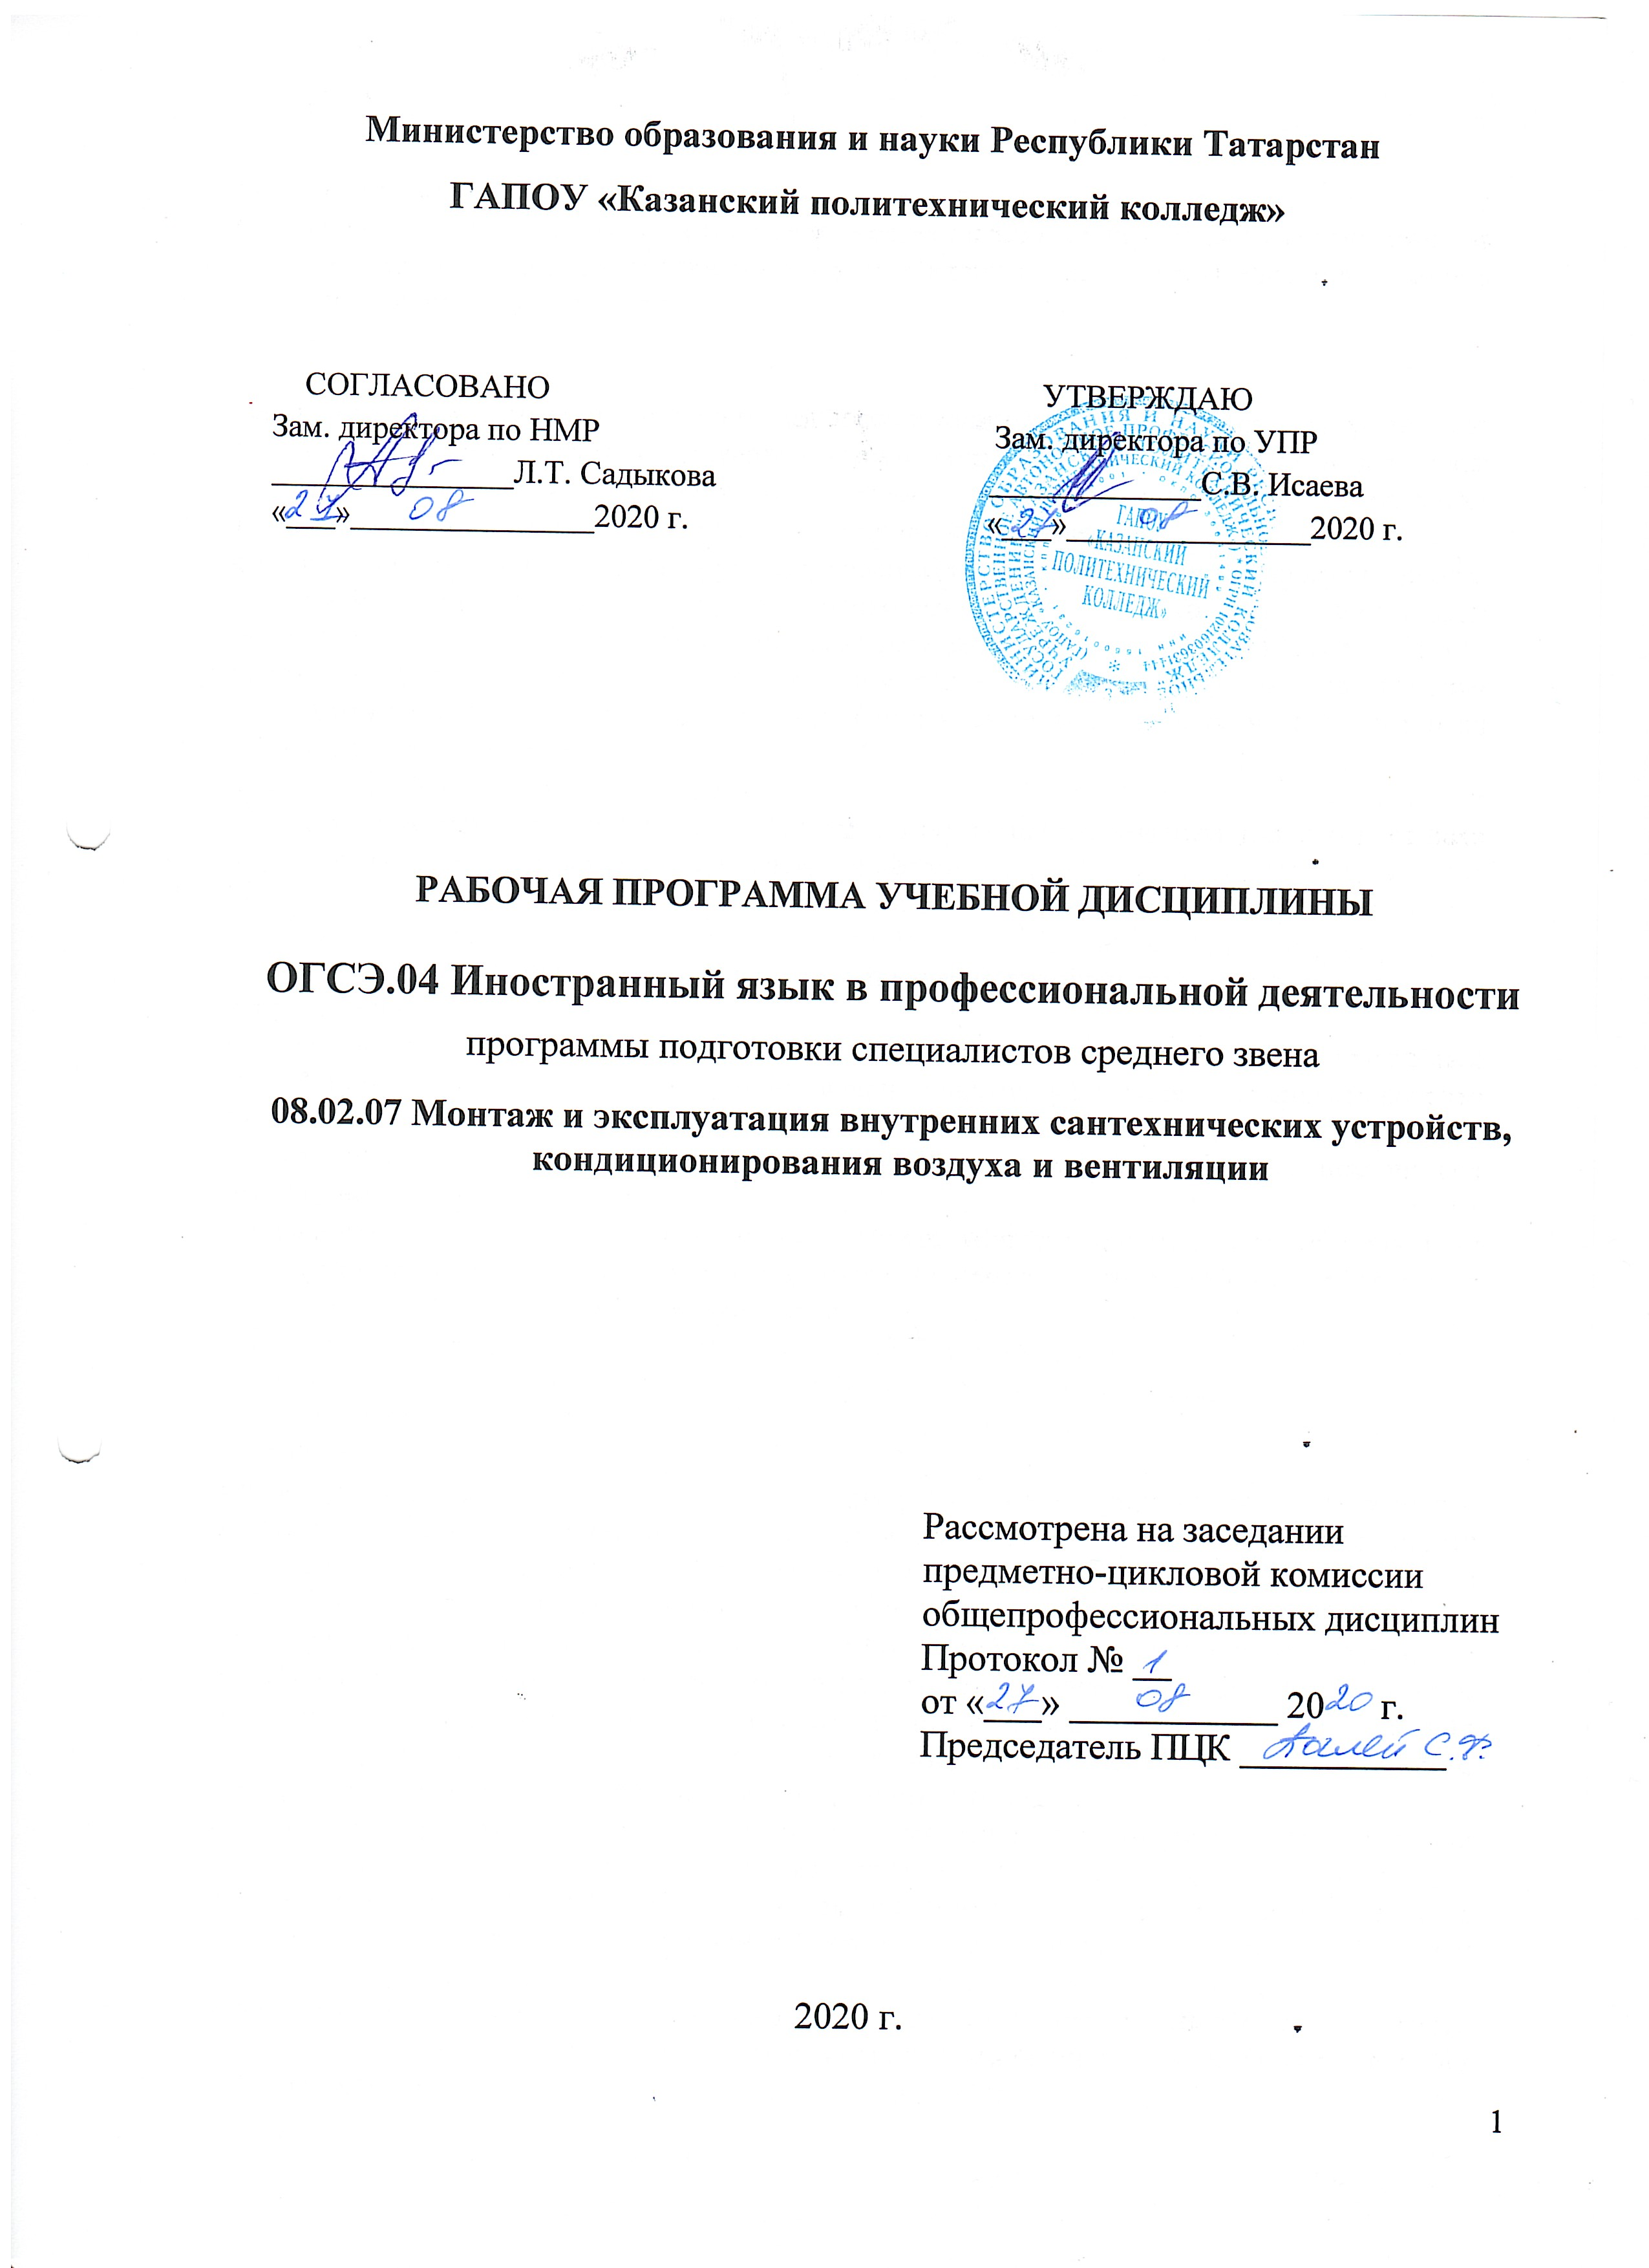 Министерство образования и науки Республики Татарстан
ГАПОУ «Казанский политехнический колледж»
СОГЛАСОВАНО
Зам. директора по НМР
Л.Т. Садыкова
«27» 08 2020 г.
УТВЕРЖДАЮ
Зам. директора по УПР
С.В. Исаева
«27» 08 2020 г.
ГАПОУ
«КАЗАНСКИЙ
ПОЛИТЕХНИЧЕСКИЙ
КОЛЛЕДЖ»
РАБОЧАЯ ПРОГРАММА УЧЕБНОЙ ДИСЦИПЛИНЫ
ОГСЭ.04 Иностранный язык в профессиональной деятельности
программы подготовки специалистов среднего звена
08.02.07 Монтаж и эксплуатация внутренних сантехнических устройств,
кондиционирования воздуха и вентиляции
Рассмотрена на заседании
предметно-цикловой комиссии
общепрофессиональных дисциплин
Протокол № 1
от «27» 08 2020 г.
Председатель ПЦК С.Ф.
2020 г.
1